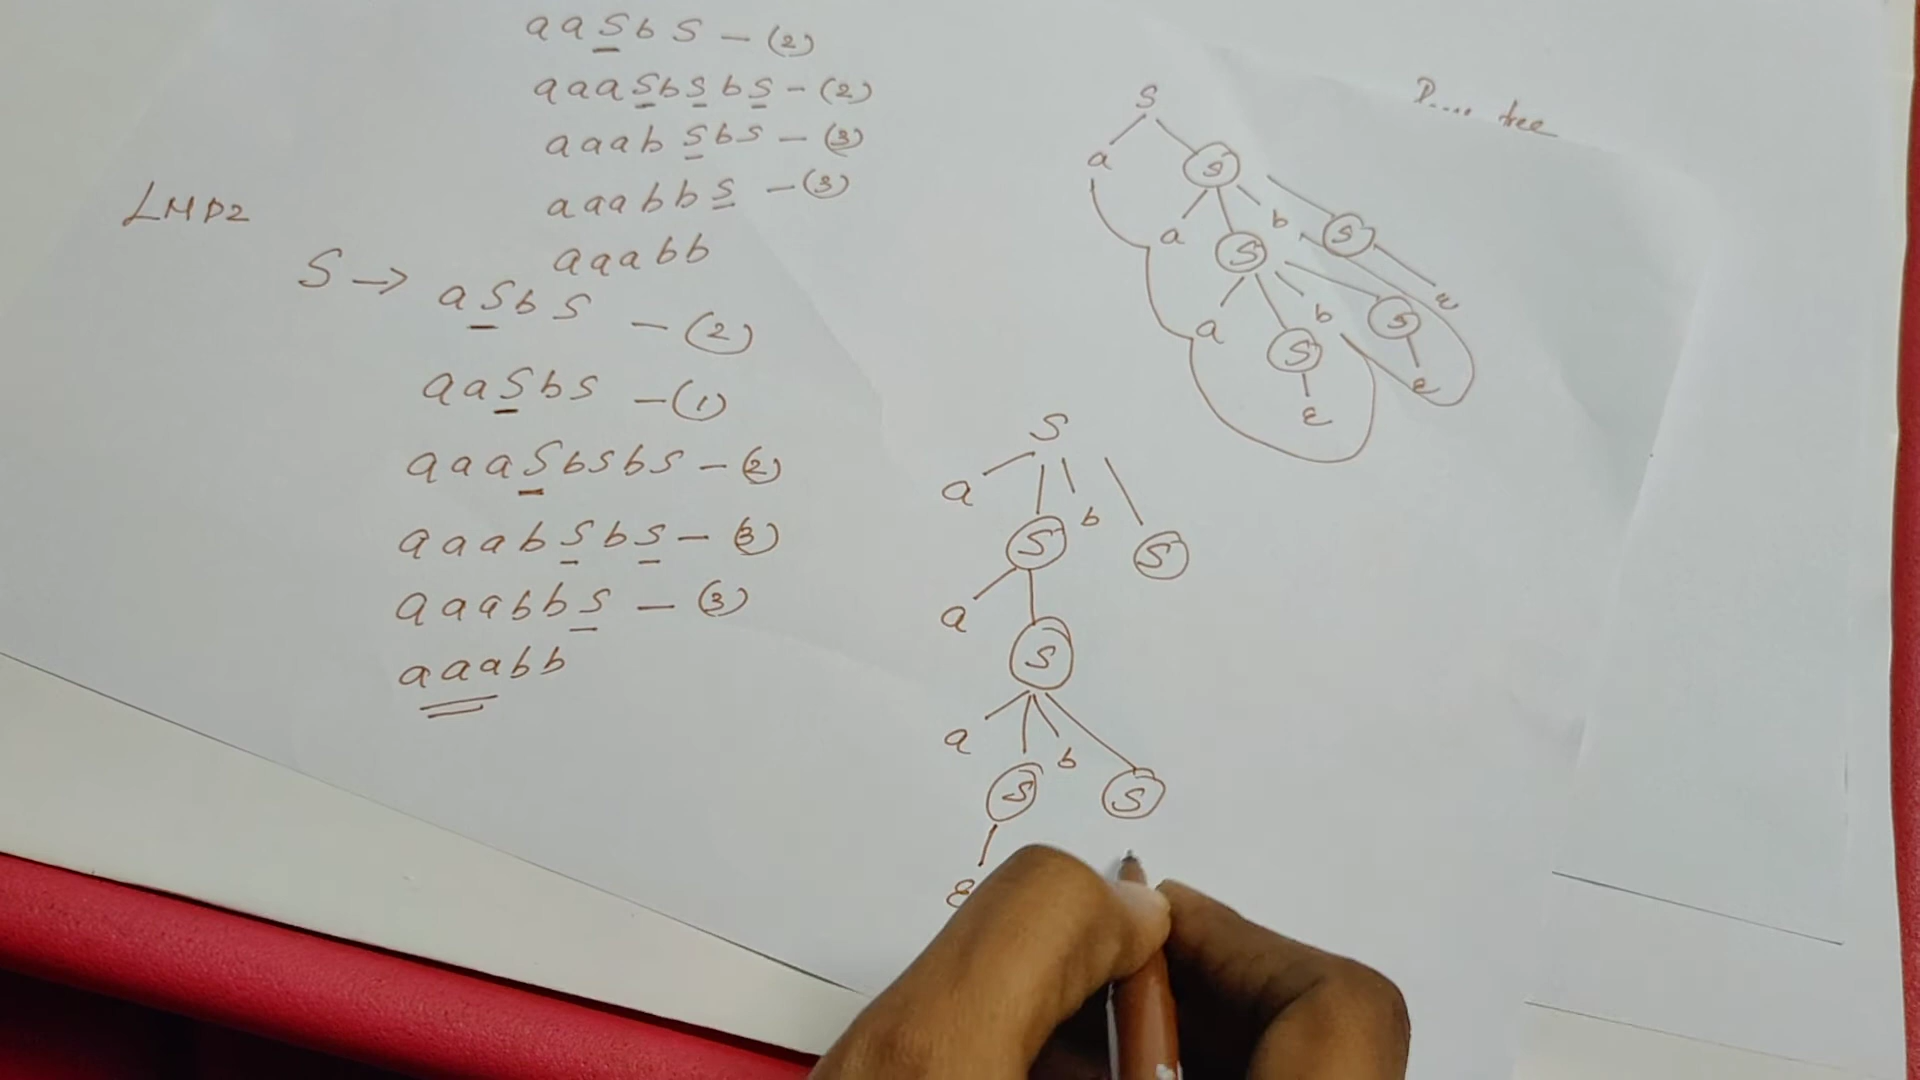 aaSbS - (2)
aaaSbSbS - (2)
aaabSbS - (3)
aaabbS - (3)
aaabb
LMD2
S → aSbS - (2)
aaSbS - (1)
aaaSbSbS - (2)
aaabSbS - (3)
aaabbS - (3)
aaabb
P.... tree
S
a S
a S b S
a S b S ε
ε ε
S
a S b S
a S
a S b S
ε